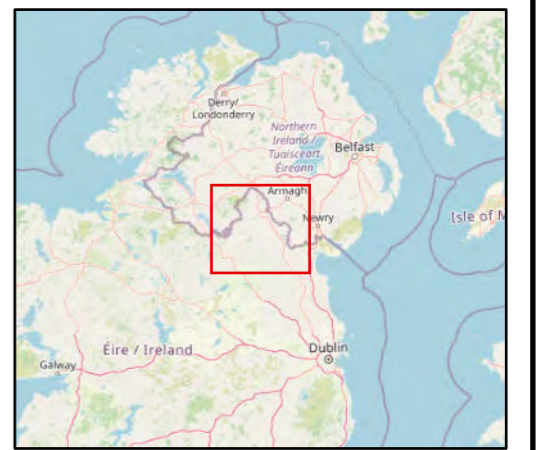 Derry/
Londonderry
Northern
Ireland /
Tuaisceart
Éireann
Belfast
Armagh
Newry
Isle of M
Éire / Ireland
Dublin
Galway